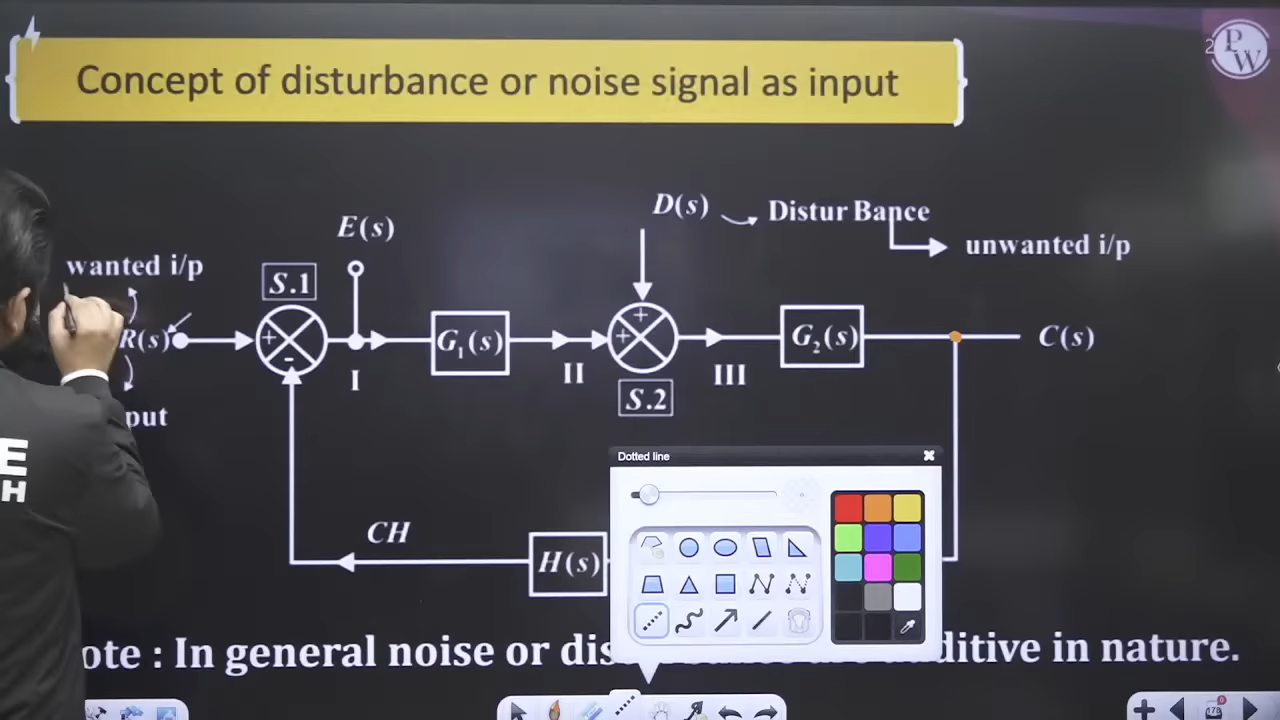 Concept of disturbance or noise signal as input
PW
D(s)
Distur Bance
E(s)
unwanted i/p
wanted i/p
S.1
+
R(s)
+
-
G₁(s)
+
G₂(s)
C(s)
I
II
III
S.2
put
E
H
Dotted line
CH
H(s)
ote : In general noise or dis ditive in nature.